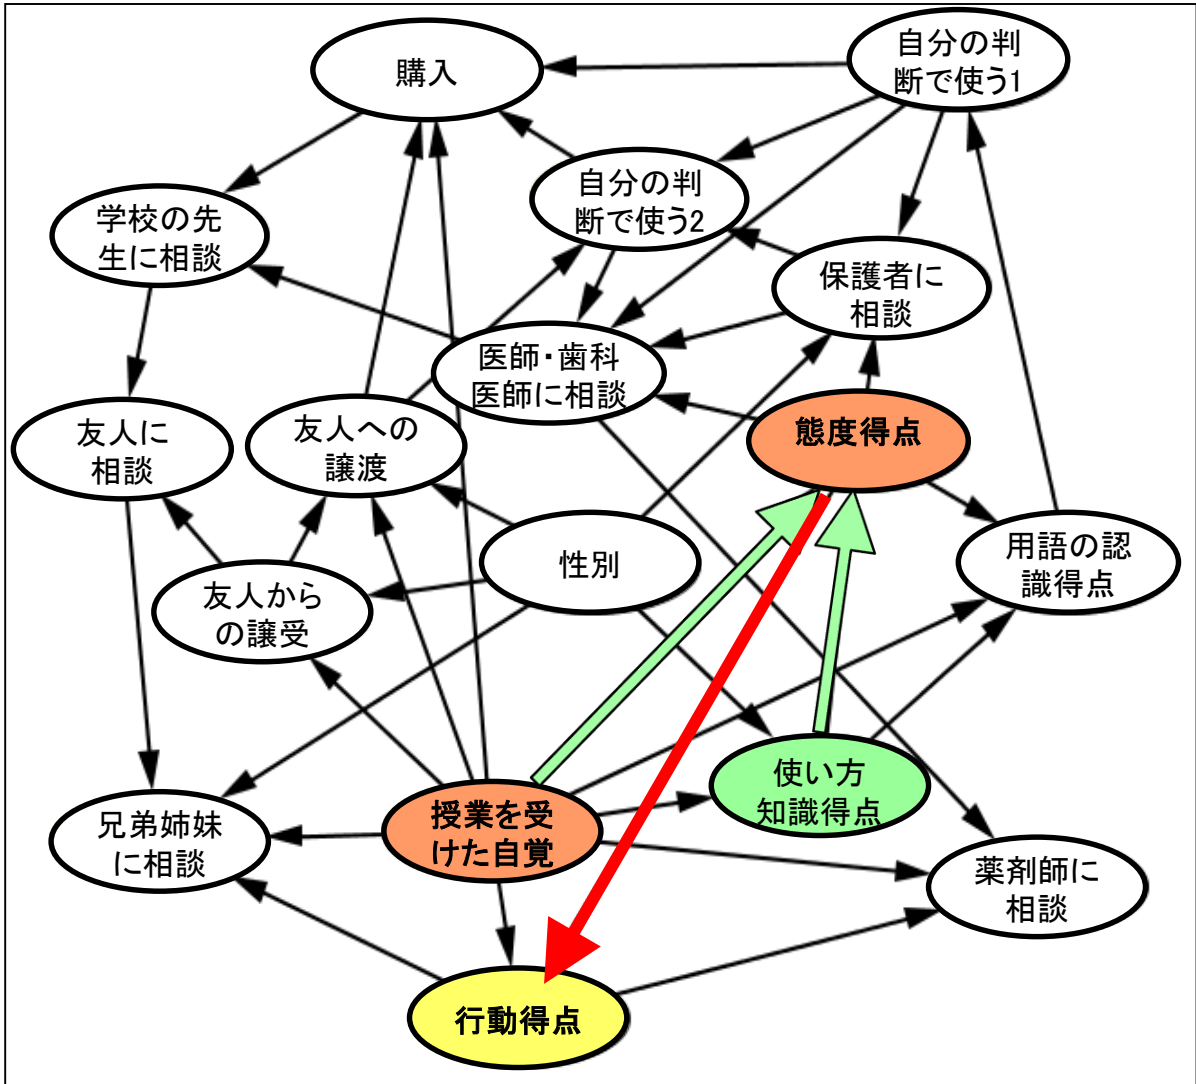 購入
自分の判
断で使う1
自分の判
断で使う2
学校の先
生に相談
保護者に
相談
医師・歯科
医師に相談
友人に
相談
友人への
譲渡
態度得点
性別
用語の認
識得点
友人から
の譲受
使い方
知識得点
兄弟姉妹
に相談
授業を受
けた自覚
薬剤師に
相談
行動得点